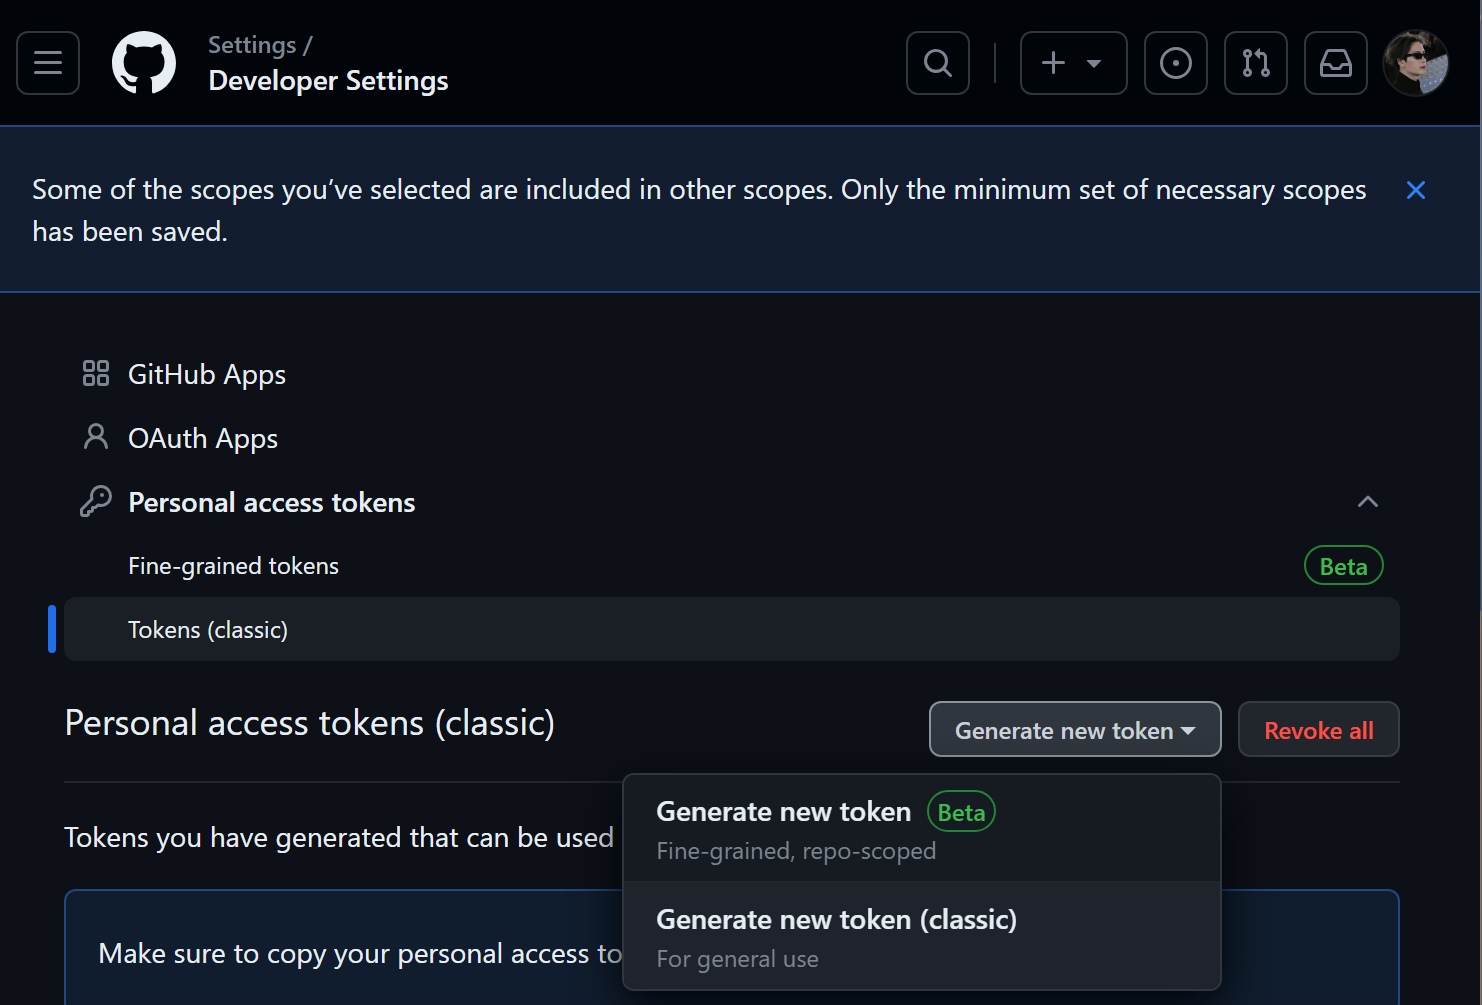 Settings /
Developer Settings
Some of the scopes you’ve selected are included in other scopes. Only the minimum set of necessary scopes
has been saved.
GitHub Apps
OAuth Apps
Personal access tokens
Fine-grained tokens
Beta
Tokens (classic)
Personal access tokens (classic)
Generate new token
Revoke all
Generate new token Beta
Fine-grained, repo-scoped
Tokens you have generated that can be used
Generate new token (classic)
For general use
Make sure to copy your personal access to